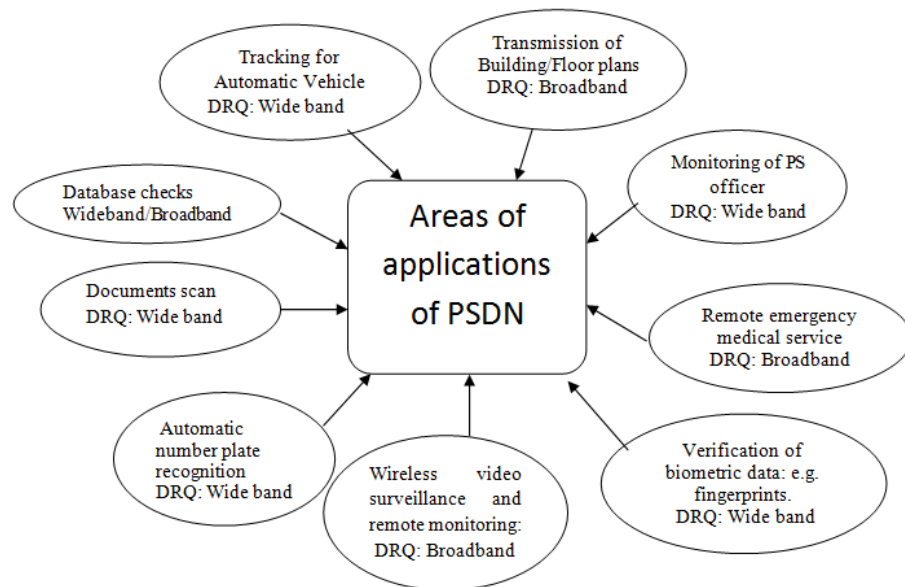 Tracking for
Automatic Vehicle
DRQ: Wide band
Transmission of
Building/Floor plans
DRQ: Broadband
Monitoring of PS
officer
DRQ: Wide band
Database checks
Wideband/Broadband
Areas of
applications
of PSDN
Documents scan
DRQ: Wide band
Remote emergency
medical service
DRQ: Broadband
Automatic
number plate
recognition
DRQ: Wide band
Wireless video
surveillance and
remote monitoring:
DRQ: Broadband
Verification of
biometric data: e.g.
fingerprints.
DRQ: Wide band